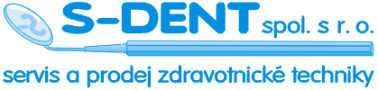 S-DENT spol. s r. o.
servis a prodej zdravotnické techniky